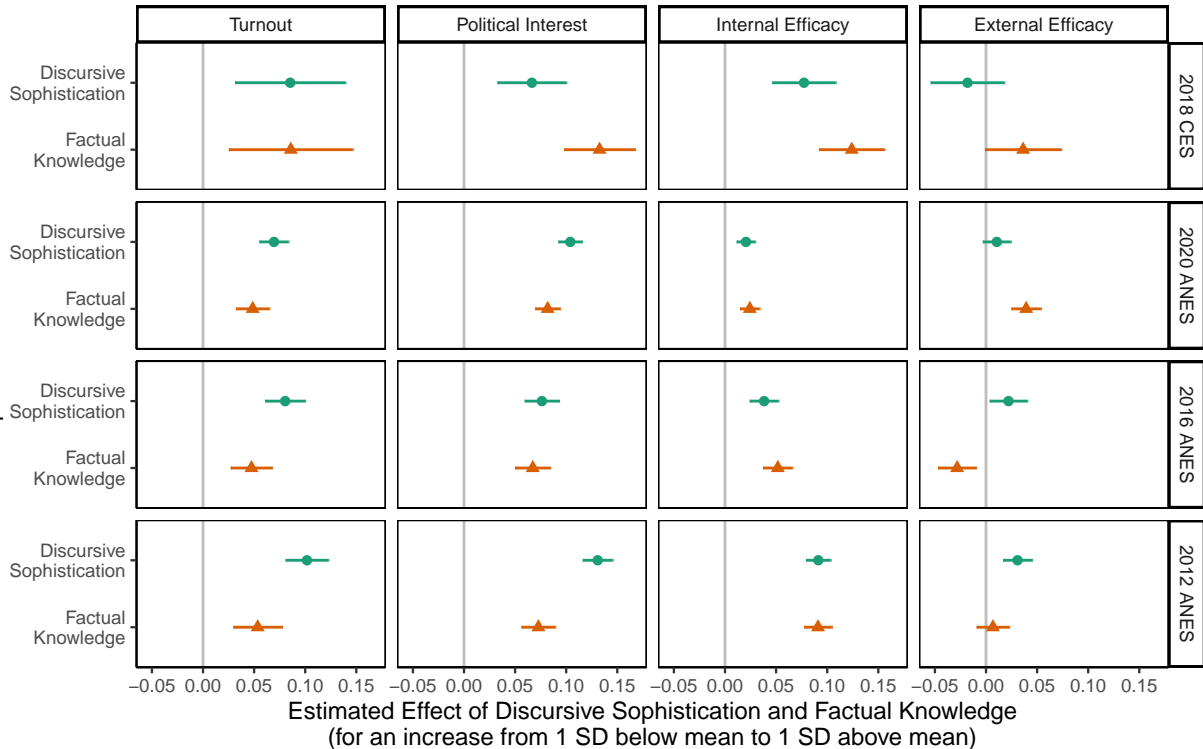 Turnout
Political Interest
Internal Efficacy
External Efficacy
Discursive
Sophistication
Factual
Knowledge
2018 CES
Discursive
Sophistication
Factual
Knowledge
2020 ANES
Discursive
Sophistication
Factual
Knowledge
2016 ANES
Discursive
Sophistication
Factual
Knowledge
2012 ANES
−0.05 0.00 0.05 0.10 0.15
−0.05 0.00 0.05 0.10 0.15
−0.05 0.00 0.05 0.10 0.15
−0.05 0.00 0.05 0.10 0.15
Estimated Effect of Discursive Sophistication and Factual Knowledge
(for an increase from 1 SD below mean to 1 SD above mean)